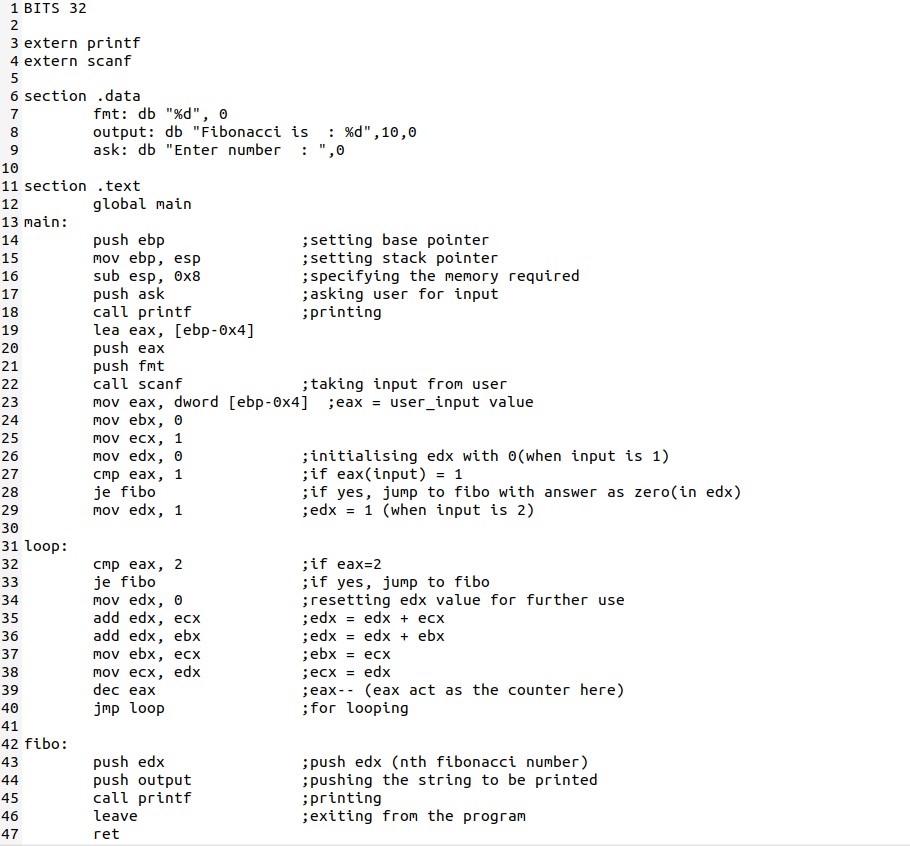 1 BITS 32
2
3 extern printf
4 extern scanf
5
6 section .data
7         fmt: db "%d", 0
8         output: db "Fibonacci is  : %d",10,0
9         ask: db "Enter number  : ",0
10
11 section .text
12         global main
13 main:
14         push ebp               ;setting base pointer
15         mov ebp, esp           ;setting stack pointer
16         sub esp, 0x8           ;specifying the memory required
17         push ask               ;asking user for input
18         call printf            ;printing
19         lea eax, [ebp-0x4]
20         push eax
21         push fmt
22         call scanf             ;taking input from user
23         mov eax, dword [ebp-0x4]  ;eax = user_input value
24         mov ebx, 0
25         mov ecx, 1
26         mov edx, 0             ;initialising edx with 0(when input is 1)
27         cmp eax, 1             ;if eax(input) = 1
28         je fibo                ;if yes, jump to fibo with answer as zero(in edx)
29         mov edx, 1             ;edx = 1 (when input is 2)
30
31 loop:
32         cmp eax, 2             ;if eax=2
33         je fibo                ;if yes, jump to fibo
34         mov edx, 0             ;resetting edx value for further use
35         add edx, ecx           ;edx = edx + ecx
36         add edx, ebx           ;edx = edx + ebx
37         mov ebx, ecx           ;ebx = ecx
38         mov ecx, edx           ;ecx = edx
39         dec eax                ;eax-- (eax act as the counter here)
40         jmp loop               ;for looping
41
42 fibo:
43         push edx               ;push edx (nth fibonacci number)
44         push output            ;pushing the string to be printed
45         call printf            ;printing
46         leave                  ;exiting from the program
47         ret